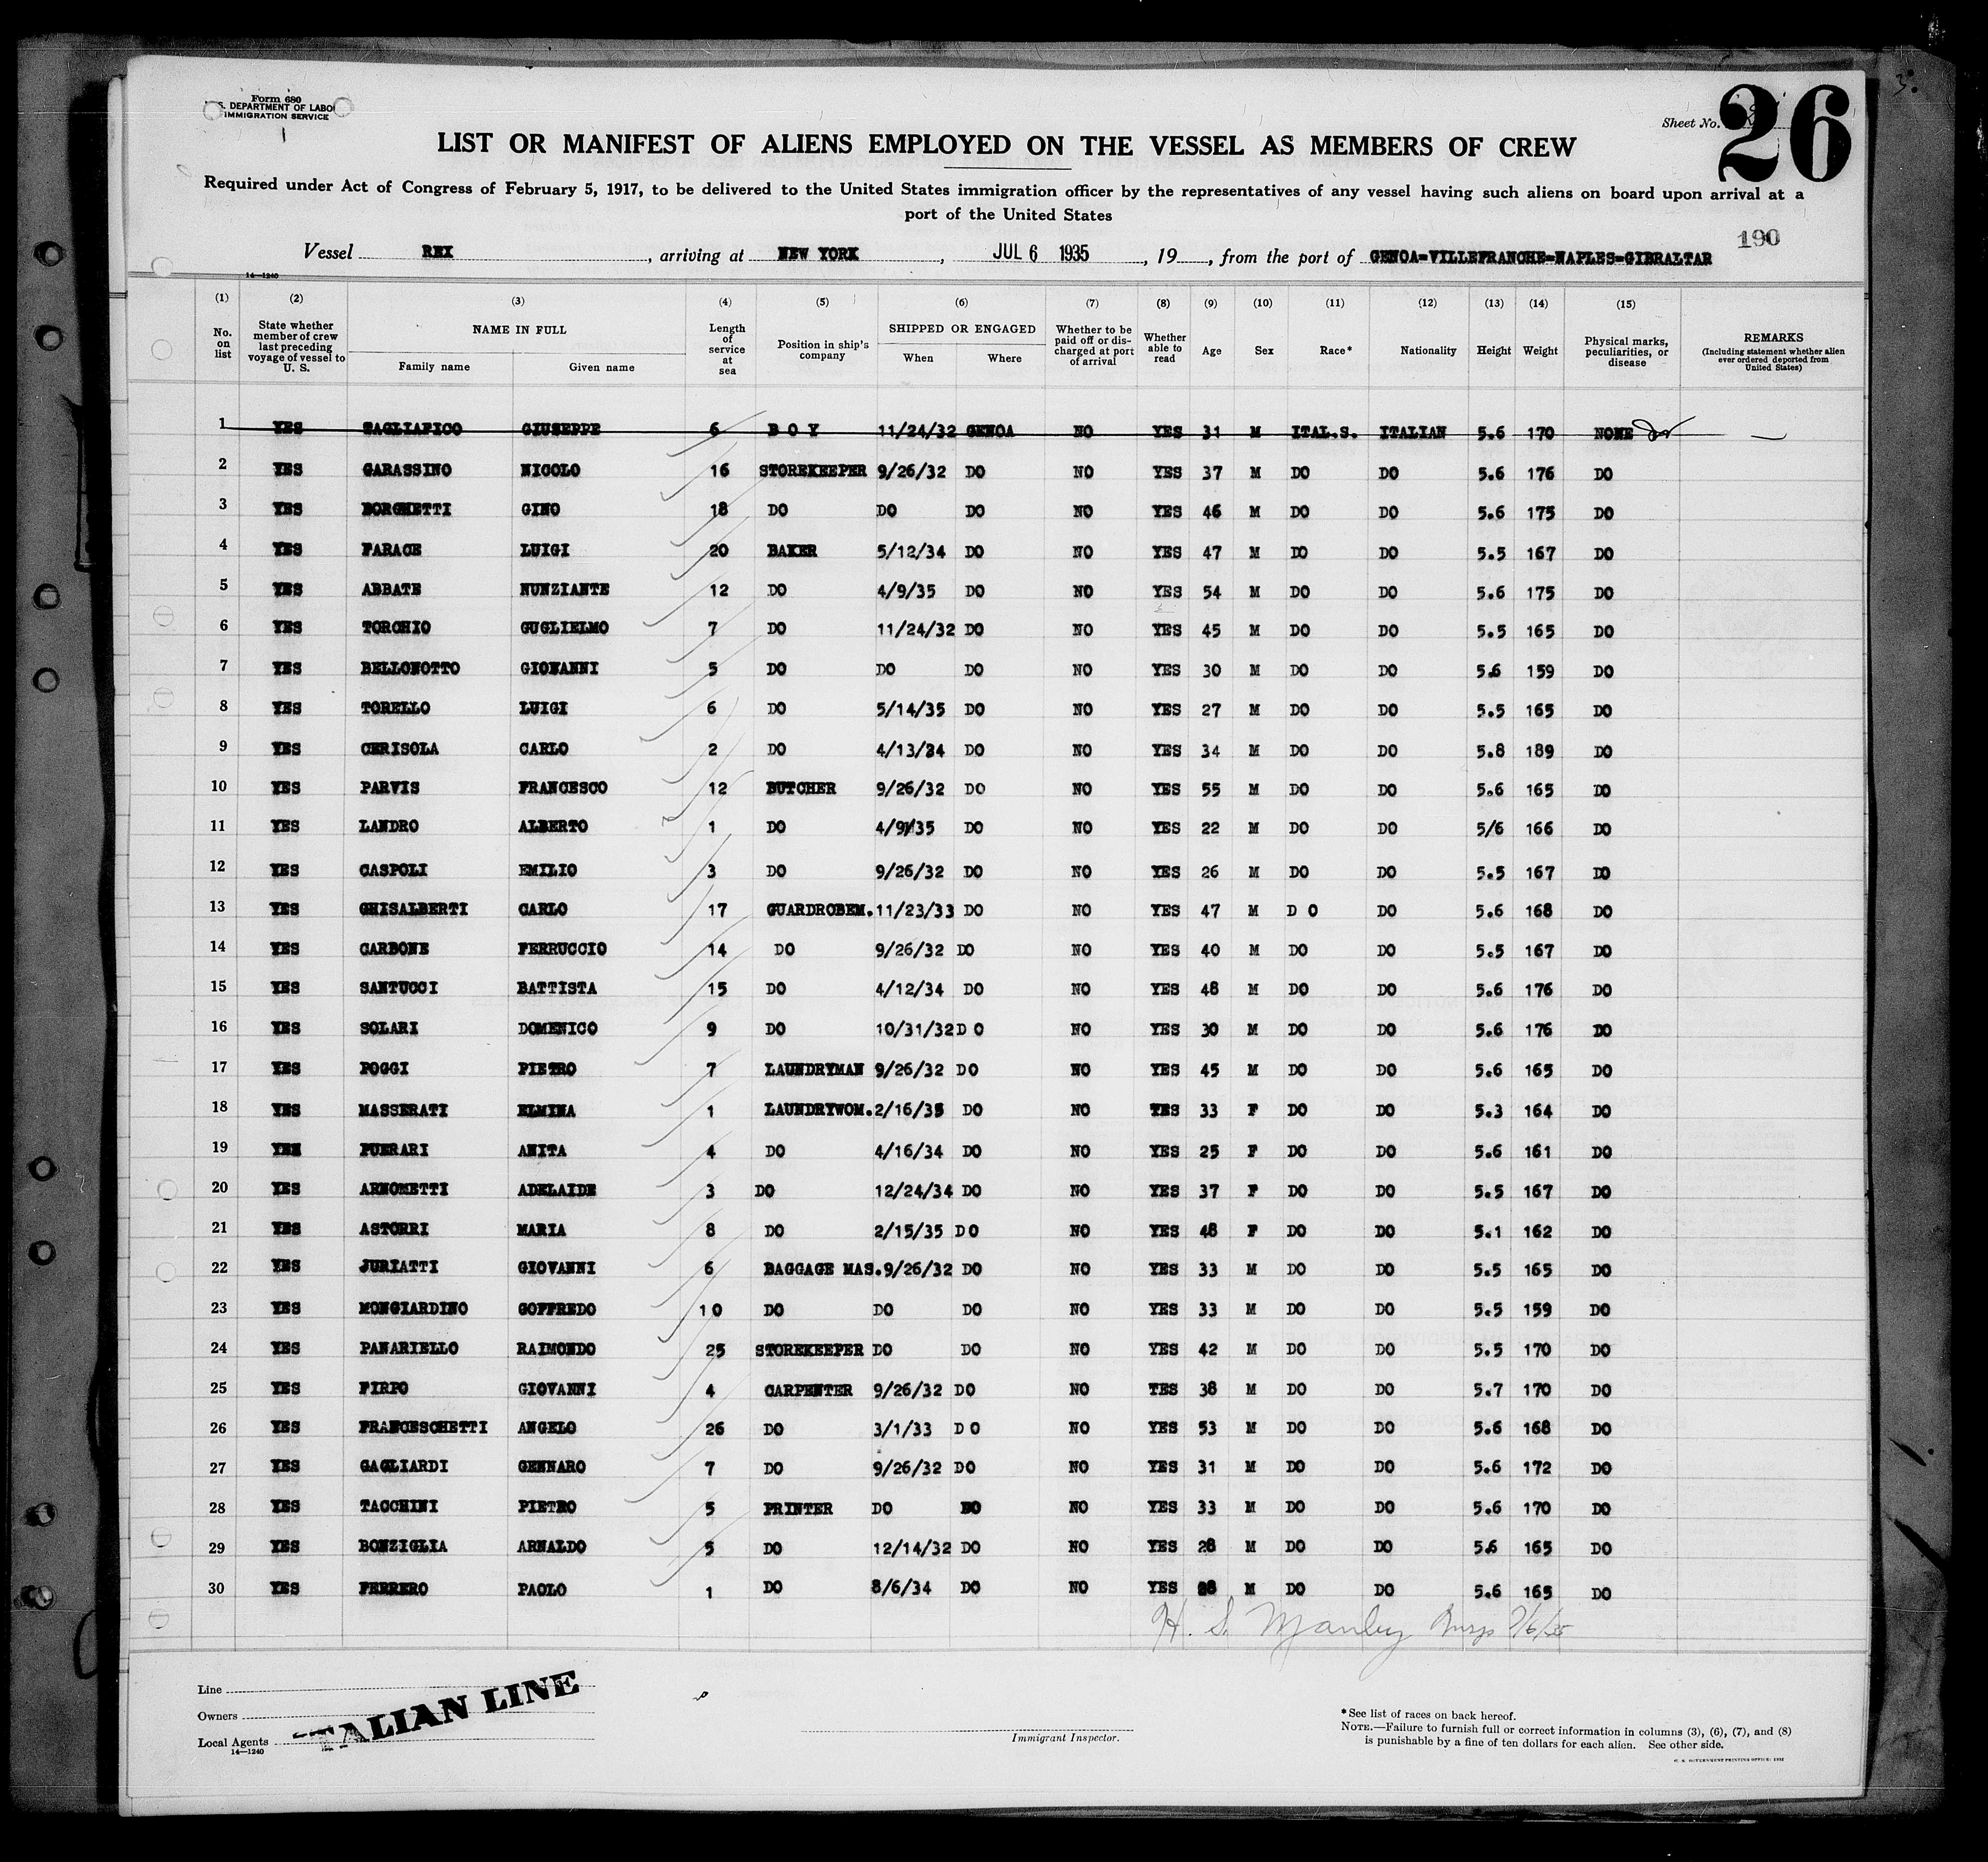 Form 680
S. DEPARTMENT OF LABO
IMMIGRATION SERVICE
Sheet No.
26
LIST OR MANIFEST OF ALIENS EMPLOYED ON THE VESSEL AS MEMBERS OF CREW
Required under Act of Congress of February 5, 1917, to be delivered to the United States immigration officer by the representatives of any vessel having such aliens on board upon arrival at a
port of the United States
190
Vessel REX, arriving at NEW YORK, JUL 6 1935, 19, from the port of GENOA=VILLEFRANCHE=NAPLES=GIBRALTAR
14—1240
(1) (2) (3) (4) (5) (6) (7) (8) (9) (10) (11) (12) (13) (14) (15)
No. on list State whether member of crew last preceding voyage of vessel to U. S. NAME IN FULL Family name Given name Length of service at sea Position in ship's company SHIPPED OR ENGAGED When Where Whether to be paid off or discharged at port of arrival Whether able to read Age Sex Race* Nationality Height Weight Physical marks, peculiarities, or disease REMARKS (Including statement whether alien ever ordered deported from United States)
1 YES TAGLIAFICO GIUSEPPE 6 B O Y 11/24/32 GENOA NO YES 31 M ITAL.S. ITALIAN 5.6 170 NONE —
2 YES GARASSINO NICOLO 16 STOREKEEPER 9/26/32 DO NO YES 37 M DO DO 5.6 176 DO
3 YES BORGHETTI GINO 18 DO DO DO NO YES 46 M DO DO 5.6 175 DO
4 YES FARACE LUIGI 20 BAKER 5/12/34 DO NO YES 47 M DO DO 5.5 167 DO
5 YES ABBATE NUNZIANTE 12 DO 4/9/35 DO NO YES 54 M DO DO 5.6 175 DO
6 YES TORCHIO GUGLIELMO 7 DO 11/24/32 DO NO YES 45 M DO DO 5.5 165 DO
7 YES BELLONOTTO GIOVANNI 5 DO DO DO NO YES 30 M DO DO 5.6 159 DO
8 YES TORELLO LUIGI 6 DO 5/14/35 DO NO YES 27 M DO DO 5.5 165 DO
9 YES CERISOLA CARLO 2 DO 4/13/34 DO NO YES 34 M DO DO 5.8 189 DO
10 YES PARVIS FRANCESCO 12 BUTCHER 9/26/32 DO NO YES 55 M DO DO 5.6 165 DO
11 YES LANDRO ALBERTO 1 DO 4/9/35 DO NO YES 22 M DO DO 5/6 166 DO
12 YES CASPOLI EMILIO 3 DO 9/26/32 DO NO YES 26 M DO DO 5.5 167 DO
13 YES GHISALBERTI CARLO 17 GUARDROBEM. 11/23/33 DO NO YES 47 M D O DO 5.6 168 DO
14 YES CARBONE FERRUCCIO 14 DO 9/26/32 DO NO YES 40 M DO DO 5.5 167 DO
15 YES SANTUCCI BATTISTA 15 DO 4/12/34 DO NO YES 48 M DO DO 5.6 176 DO
16 YES SOLARI DOMENICO 9 DO 10/31/32 D O NO YES 30 M DO DO 5.6 176 DO
17 YES POGGI PIETRO 7 LAUNDRYMAN 9/26/32 DO NO YES 45 M DO DO 5.6 165 DO
18 YES MASSERATI ELMINA 1 LAUNDRYWOM. 2/16/35 DO NO YES 33 F DO DO 5.3 164 DO
19 YES PUERARI ANITA 4 DO 4/16/34 DO NO YES 25 F DO DO 5.6 161 DO
20 YES ARNOMETTI ADELAIDE 3 DO 12/24/34 DO NO YES 37 F DO DO 5.5 167 DO
21 YES ASTORRI MARIA 8 DO 2/15/35 DO NO YES 48 F DO DO 5.1 162 DO
22 YES JURIATTI GIOVANNI 6 BAGGAGE MAS. 9/26/32 DO NO YES 33 M DO DO 5.5 165 DO
23 YES MONGIARDINO GOFFREDO 10 DO DO DO NO YES 33 M DO DO 5.5 159 DO
24 YES PANARIELLO RAIMONDO 25 STOREKEEPER DO DO NO YES 42 M DO DO 5.5 170 DO
25 YES FIRPO GIOVANNI 4 CARPENTER 9/26/32 DO NO TES 38 M DO DO 5.7 170 DO
26 YES FRANCESCHETTI ANGELO 26 DO 3/1/33 D O NO YES 53 M DO DO 5.6 168 DO
27 YES GAGLIARDI GENNARO 7 DO 9/26/32 DO NO YES 31 M DO DO 5.6 172 DO
28 YES TACCHINI PIETRO 5 PRINTER DO DO NO YES 33 M DO DO 5.6 170 DO
29 YES BONZIGLIA ARNALDO 5 DO 12/14/32 DO NO YES 28 M DO DO 5.6 165 DO
30 YES FERRERO PAOLO 1 DO 8/6/34 DO NO YES 28 M DO DO 5.6 165 DO
H. S. Manley Insp 7/6/35
Line
Owners
Local Agents
14—1240
ITALIAN LINE
Immigrant Inspector.
*See list of races on back hereof.
NOTE.—Failure to furnish full or correct information in columns (3), (6), (7), and (8)
is punishable by a fine of ten dollars for each alien. See other side.
U. S. GOVERNMENT PRINTING OFFICE: 1932